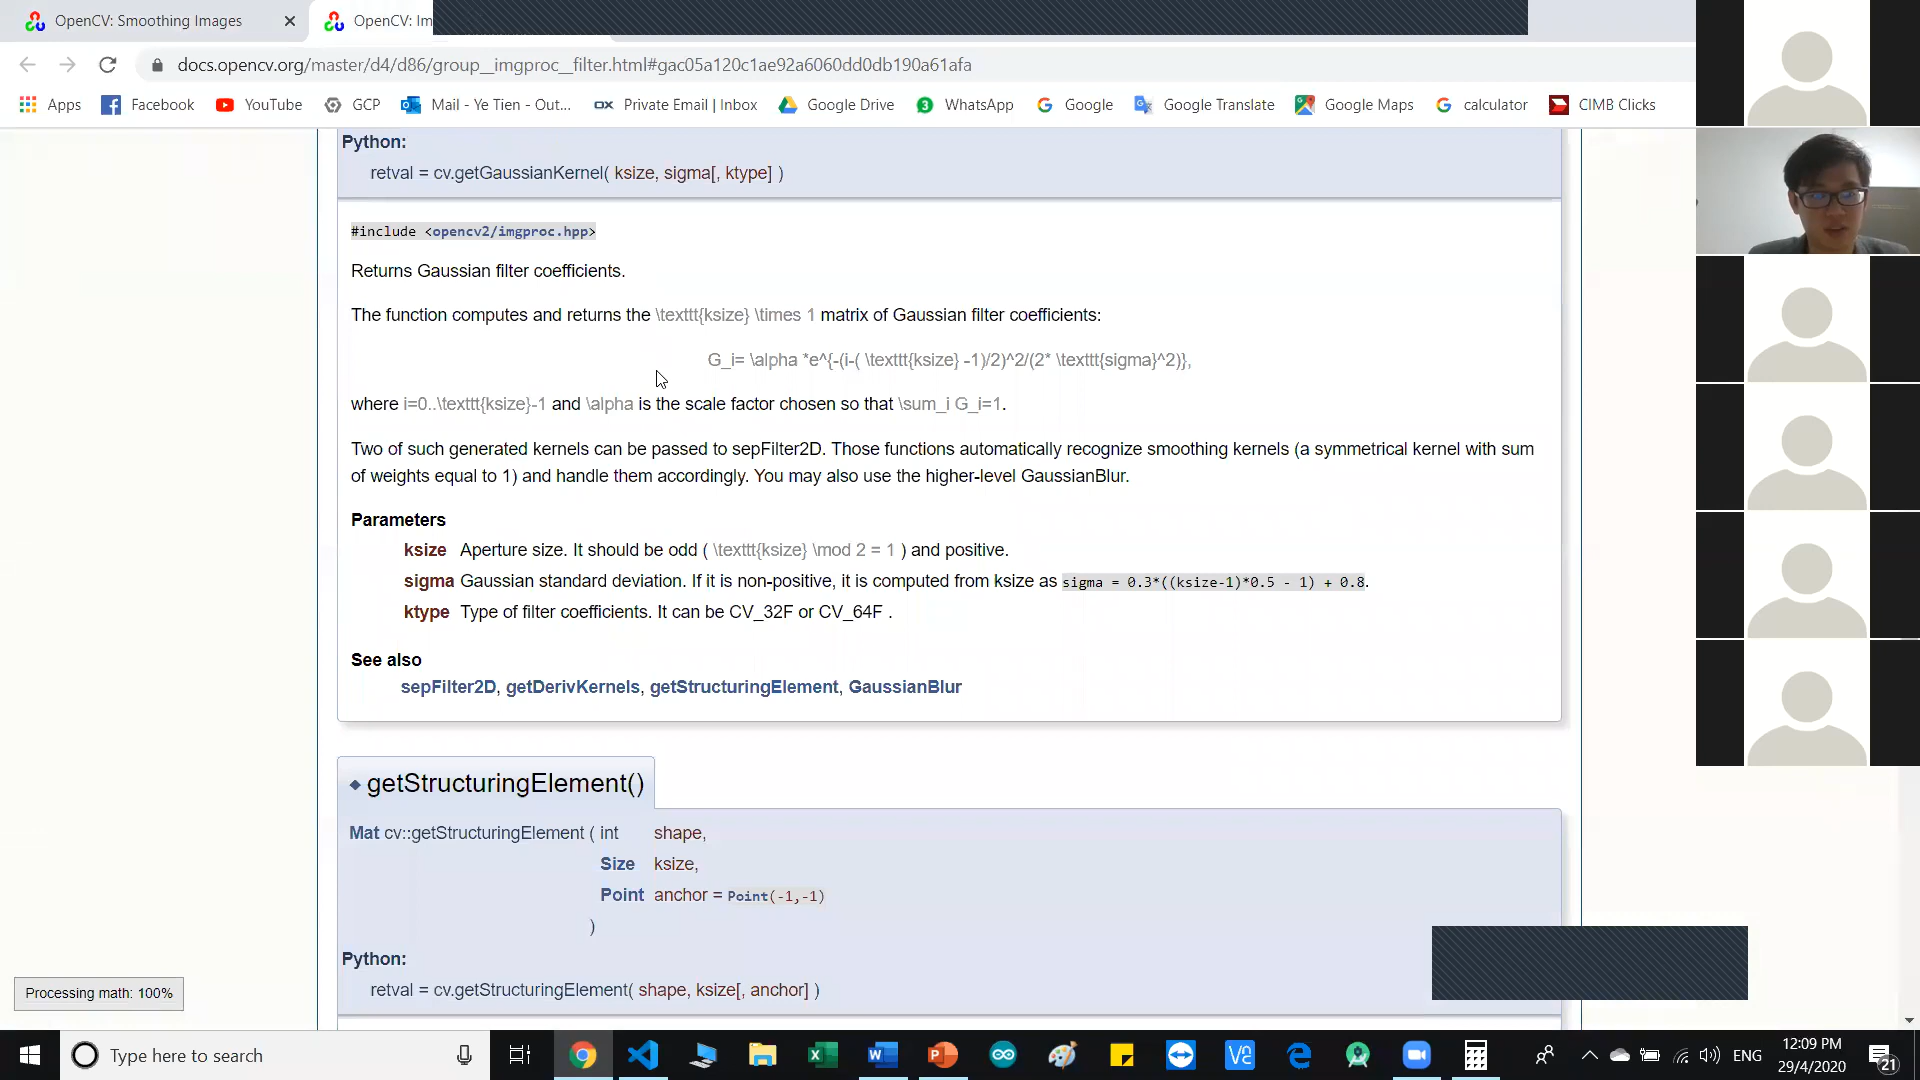 OpenCV: Smoothing Images
OpenCV: Im
docs.opencv.org/master/d4/d86/group__imgproc__filter.html#gac05a120c1ae92a6060dd0db190a61afa
Apps Facebook YouTube GCP Mail - Ye Tien - Out... Private Email | Inbox Google Drive WhatsApp Google Google Translate Google Maps calculator CIMB Clicks
Python:
retval = cv.getGaussianKernel( ksize, sigma[, ktype] )
#include <opencv2/imgproc.hpp>
Returns Gaussian filter coefficients.
The function computes and returns the \texttt{ksize} \times 1 matrix of Gaussian filter coefficients:
G_i= \alpha *e^{-(i-( \texttt{ksize} -1)/2)^2/(2* \texttt{sigma}^2)},
where i=0..\texttt{ksize}-1 and \alpha is the scale factor chosen so that \sum_i G_i=1.
Two of such generated kernels can be passed to sepFilter2D. Those functions automatically recognize smoothing kernels (a symmetrical kernel with sum
of weights equal to 1) and handle them accordingly. You may also use the higher-level GaussianBlur.
Parameters
ksize Aperture size. It should be odd ( \texttt{ksize} \mod 2 = 1 ) and positive.
sigma Gaussian standard deviation. If it is non-positive, it is computed from ksize as sigma = 0.3*((ksize-1)*0.5 - 1) + 0.8.
ktype Type of filter coefficients. It can be CV_32F or CV_64F .
See also
sepFilter2D, getDerivKernels, getStructuringElement, GaussianBlur
◆ getStructuringElement()
Mat cv::getStructuringElement ( int shape,
Size ksize,
Point anchor = Point(-1,-1)
)
Python:
retval = cv.getStructuringElement( shape, ksize[, anchor] )
Processing math: 100%
Type here to search
ENG
12:09 PM
29/4/2020
21